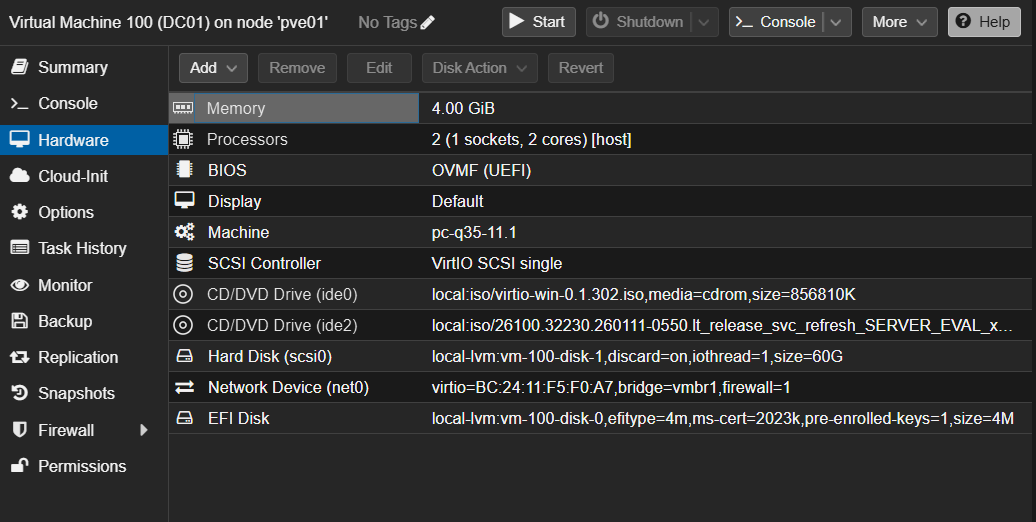 Virtual Machine 100 (DC01) on node 'pve01' No Tags Start Shutdown Console More Help
Summary
Console
Hardware
Cloud-Init
Options
Task History
Monitor
Backup
Replication
Snapshots
Firewall
Permissions
Add Remove Edit Disk Action Revert
Memory 4.00 GiB
Processors 2 (1 sockets, 2 cores) [host]
BIOS OVMF (UEFI)
Display Default
Machine pc-q35-11.1
SCSI Controller VirtIO SCSI single
CD/DVD Drive (ide0) local:iso/virtio-win-0.1.302.iso,media=cdrom,size=856810K
CD/DVD Drive (ide2) local:iso/26100.32230.260111-0550.lt_release_svc_refresh_SERVER_EVAL_x...
Hard Disk (scsi0) local-lvm:vm-100-disk-1,discard=on,iothread=1,size=60G
Network Device (net0) virtio=BC:24:11:F5:F0:A7,bridge=vmbr1,firewall=1
EFI Disk local-lvm:vm-100-disk-0,efitype=4m,ms-cert=2023k,pre-enrolled-keys=1,size=4M